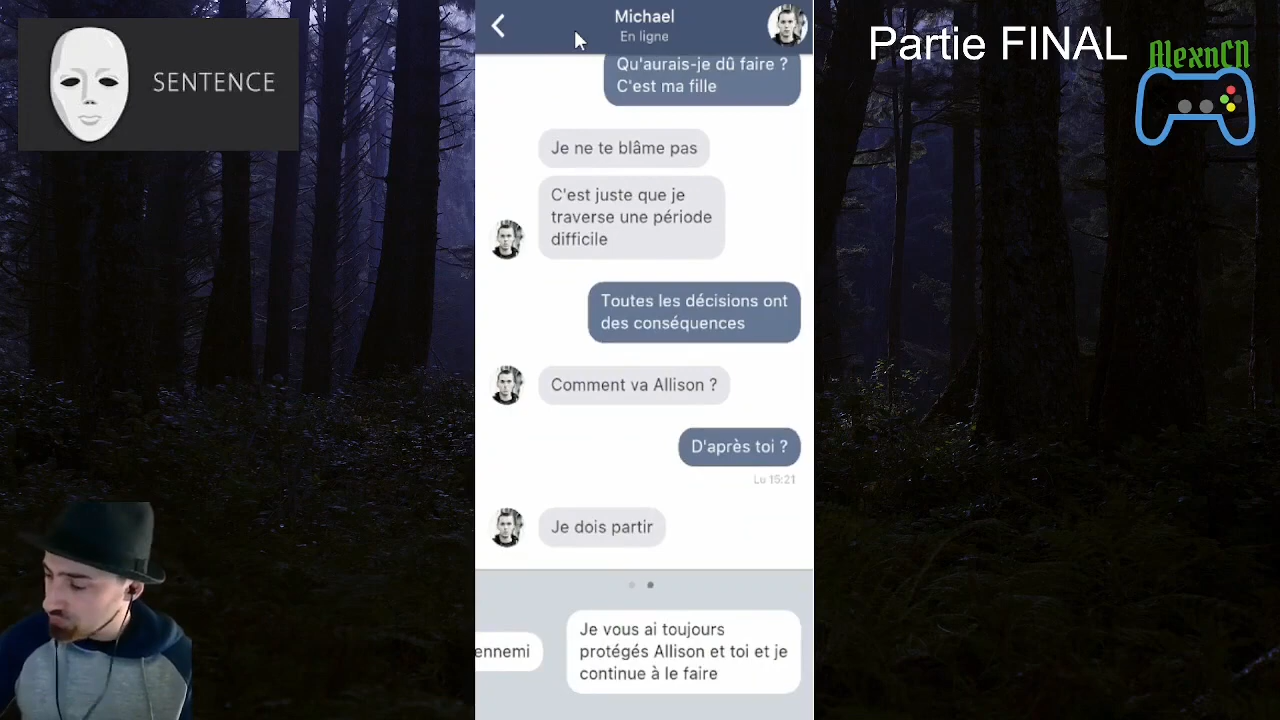 SENTENCE
Michael
En ligne
Partie FINAL
AlexnCN
Qu'aurais-je dû faire ?
C'est ma fille
Je ne te blâme pas
C'est juste que je
traverse une période
difficile
Toutes les décisions ont
des conséquences
Comment va Allison ?
D'après toi ?
Lu 15:21
Je dois partir
ennemi
Je vous ai toujours
protégés Allison et toi et je
continue à le faire